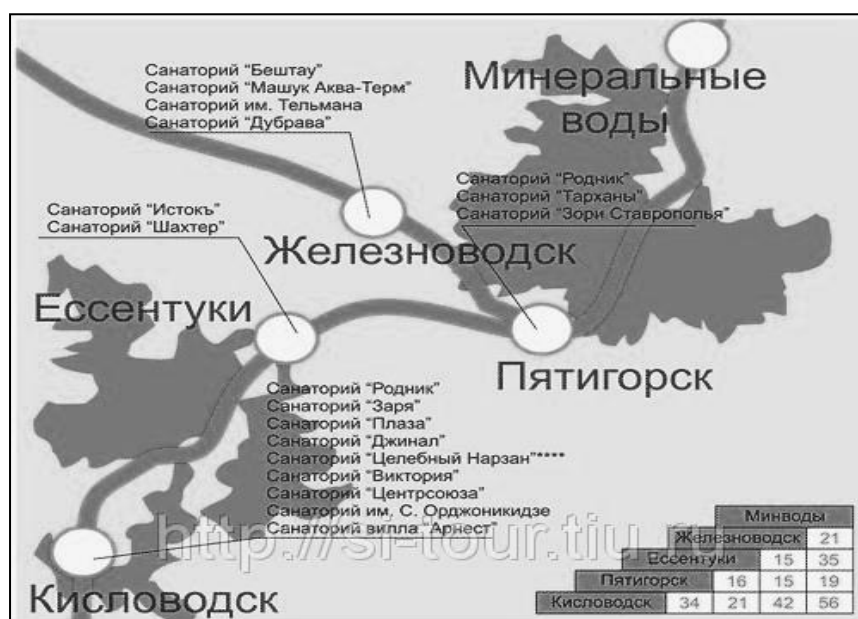 Минеральные
воды
Санаторий "Бештау"
Санаторий "Машук Аква-Терм"
Санаторий им. Тельмана
Санаторий "Дубрава"
Санаторий "Родник"
Санаторий "Тарханы"
Санаторий "Зори Ставрополья"
Санаторий "Истокъ"
Санаторий "Шахтер"
Железноводск
Ессентуки
Пятигорск
Санаторий "Родник"
Санаторий "Заря"
Санаторий "Плаза"
Санаторий "Джинал"
Санаторий "Целебный Нарзан"****
Санаторий "Виктория"
Санаторий "Центрсоюза"
Санаторий им. С. Орджоникидзе
Санаторий вилла "Арнест"
http://si-tour.tiu.ru
Кисловодск
Минводы
Железноводск 21
Ессентуки 15 35
Пятигорск 16 15 19
Кисловодск 34 21 42 56